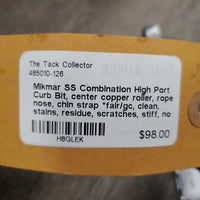 The Tack Collector
485010-126
Mikmar SS Combination High Port
Curb Bit, center copper roller, rope
nose, chin strap *fair/gc, clean,
stains, residue, scratches, stiff, no
$98.00
H8GLEK